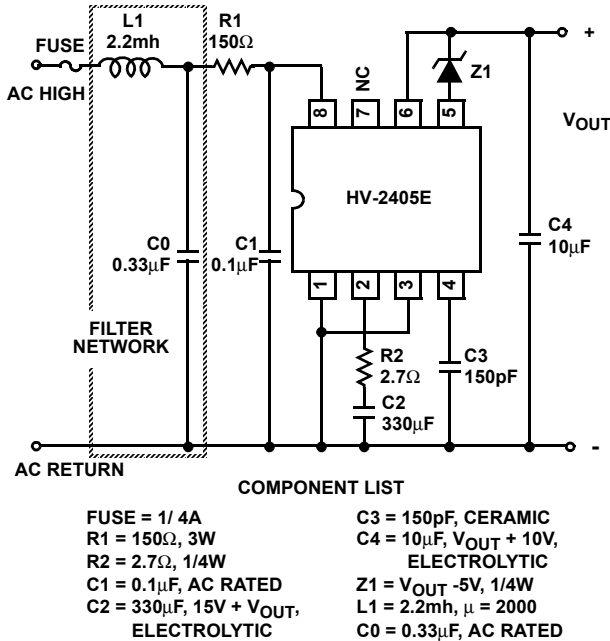 L1
2.2mh
R1
150Ω
FUSE
AC HIGH
8
NC
7
6
5
Z1
+
VOUT
HV-2405E
C0
0.33μF
C1
0.1μF
C4
10μF
1
2
3
4
FILTER
NETWORK
R2
2.7Ω
C3
150pF
C2
330μF
AC RETURN
-
COMPONENT LIST
FUSE = 1/ 4A
R1 = 150Ω, 3W
R2 = 2.7Ω, 1/4W
C1 = 0.1μF, AC RATED
C2 = 330μF, 15V + VOUT,
ELECTROLYTIC
C3 = 150pF, CERAMIC
C4 = 10μF, VOUT + 10V,
ELECTROLYTIC
Z1 = VOUT -5V, 1/4W
L1 = 2.2mh, μ = 2000
C0 = 0.33μF, AC RATED